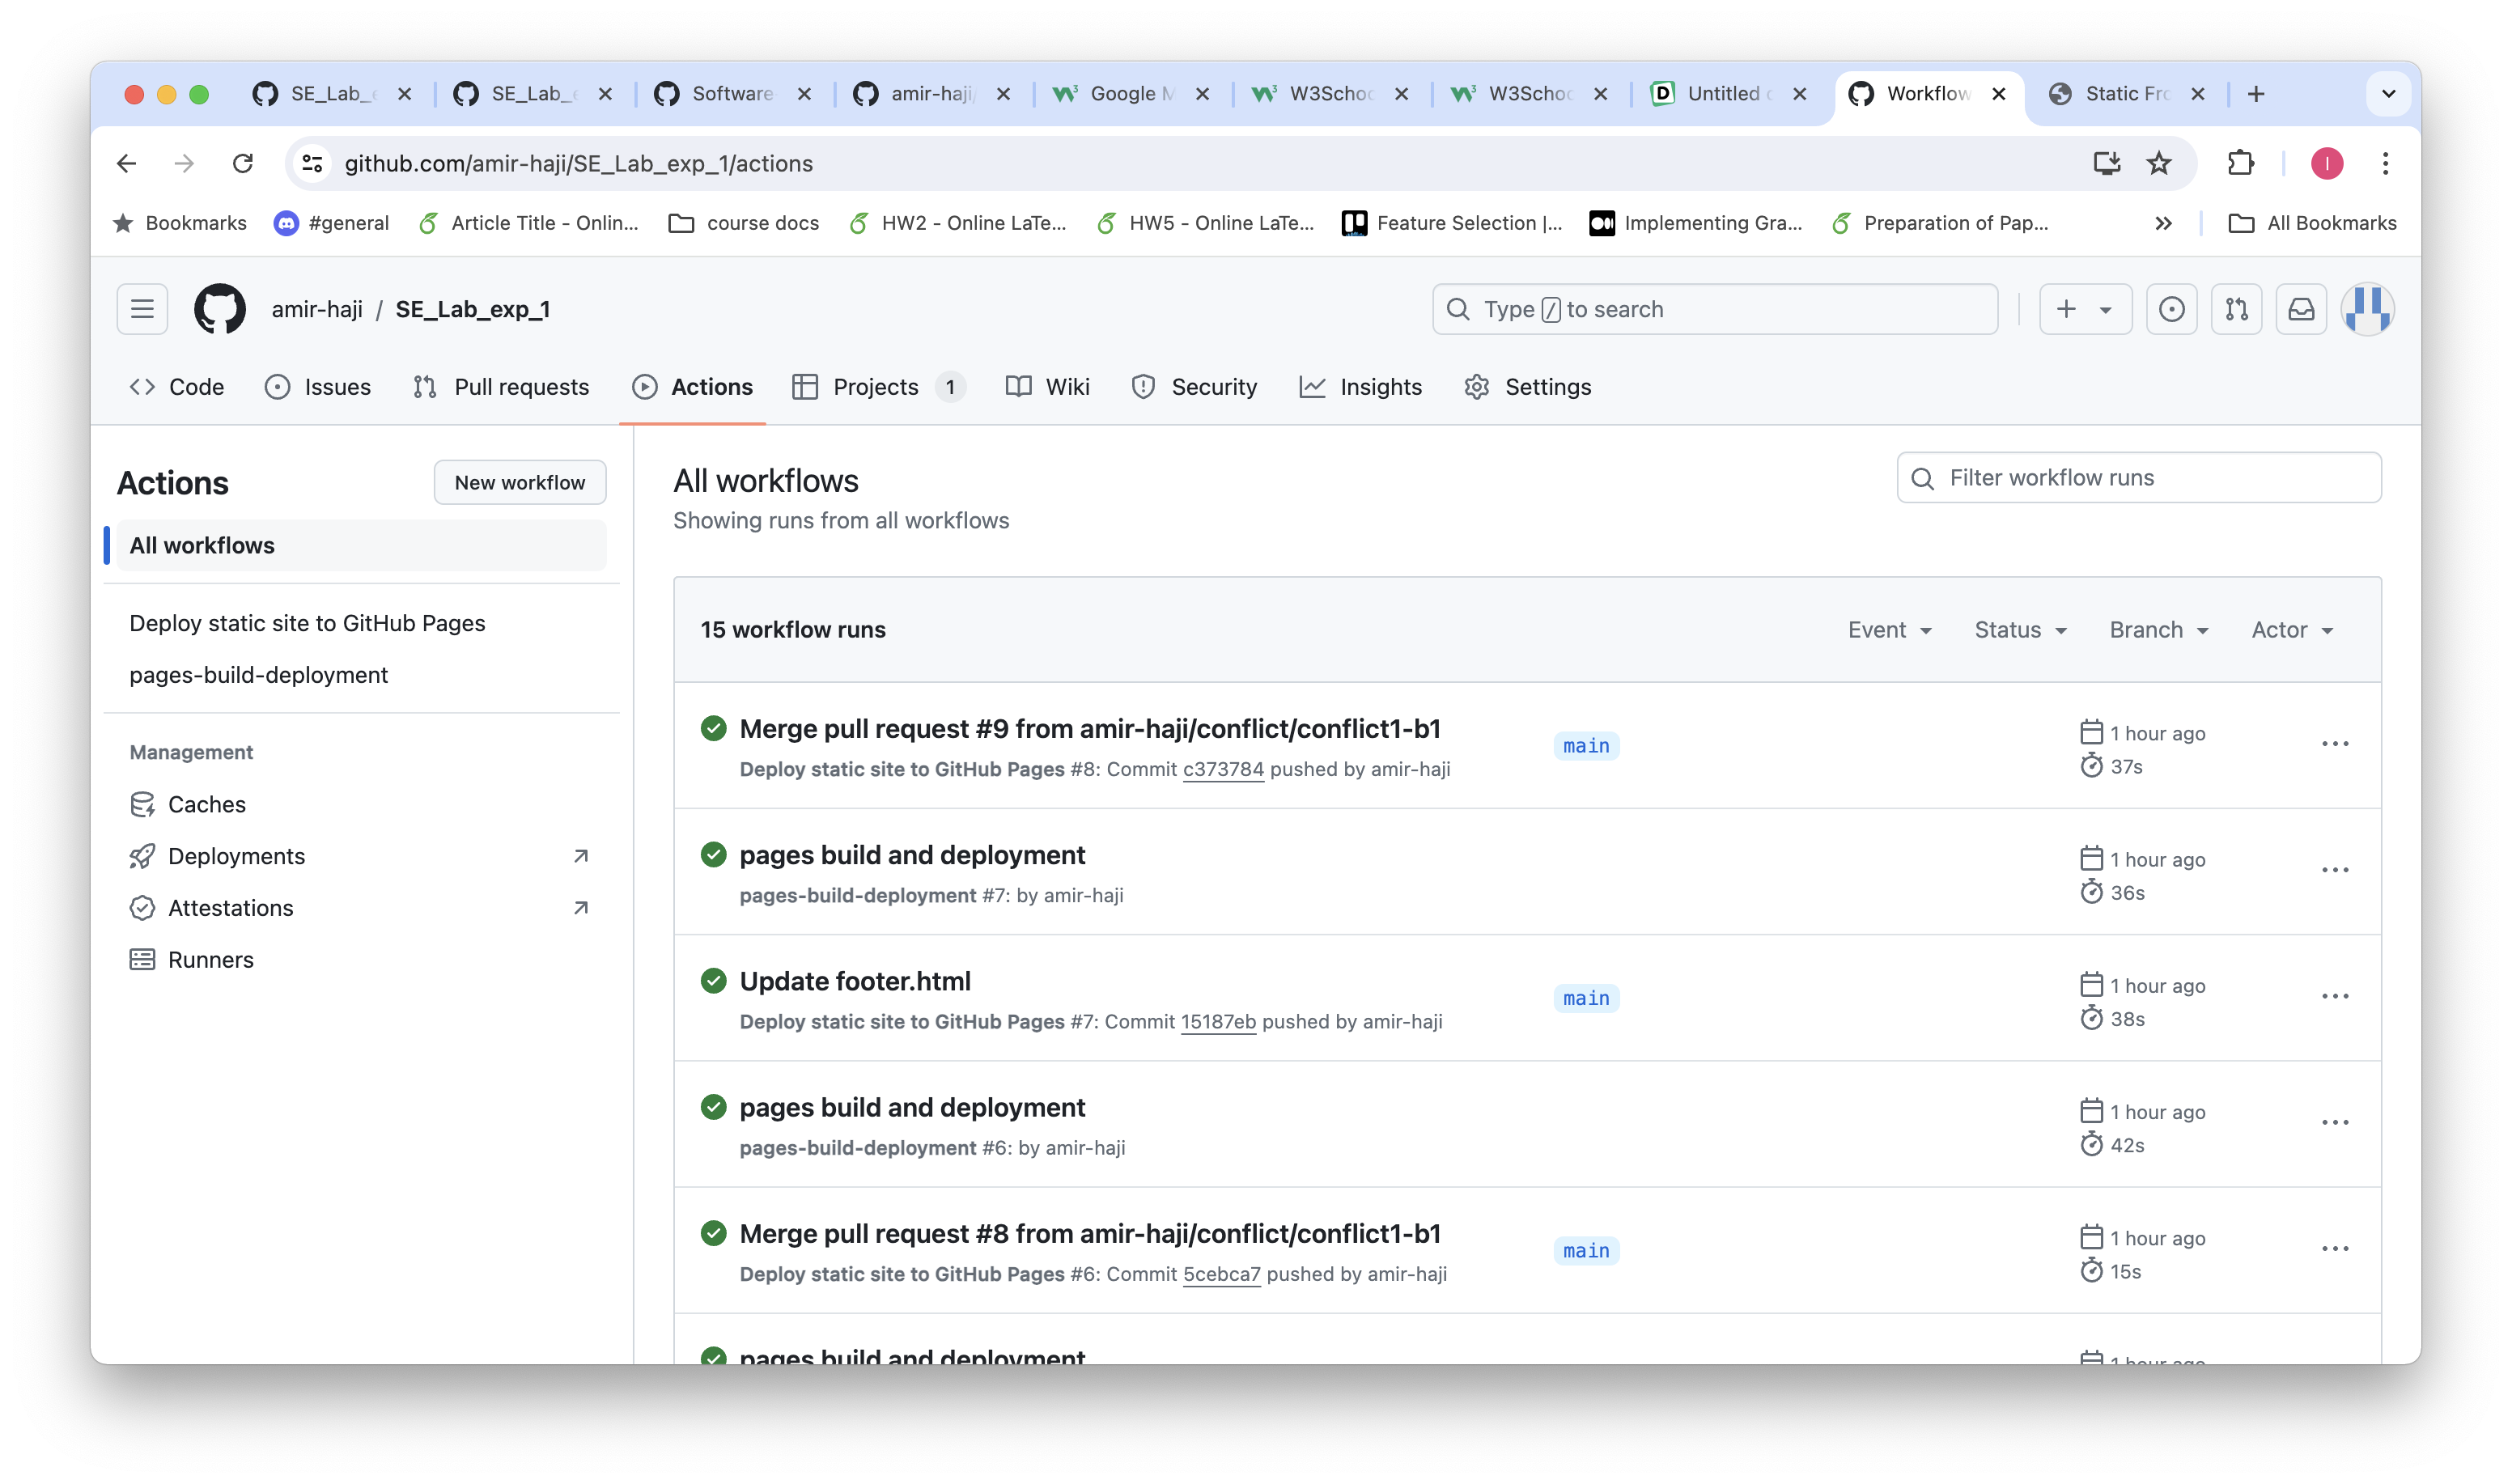 SE_Lab_e
SE_Lab_e
Software
amir-haji/
Google M
W3Schoo
W3Schoo
Untitled
Workflow
Static Fro
github.com/amir-haji/SE_Lab_exp_1/actions
I
Bookmarks
#general
Article Title - Onlin...
course docs
HW2 - Online LaTe...
HW5 - Online LaTe...
Feature Selection |...
Implementing Gra...
Preparation of Pap...
All Bookmarks
amir-haji / SE_Lab_exp_1
Type / to search
Code
Issues
Pull requests
Actions
Projects 1
Wiki
Security
Insights
Settings
Actions
New workflow
All workflows
Deploy static site to GitHub Pages
pages-build-deployment
Management
Caches
Deployments
Attestations
Runners
All workflows
Showing runs from all workflows
Filter workflow runs
15 workflow runs
Event
Status
Branch
Actor
Merge pull request #9 from amir-haji/conflict/conflict1-b1
Deploy static site to GitHub Pages #8: Commit c373784 pushed by amir-haji
main
1 hour ago
37s
pages build and deployment
pages-build-deployment #7: by amir-haji
1 hour ago
36s
Update footer.html
Deploy static site to GitHub Pages #7: Commit 15187eb pushed by amir-haji
main
1 hour ago
38s
pages build and deployment
pages-build-deployment #6: by amir-haji
1 hour ago
42s
Merge pull request #8 from amir-haji/conflict/conflict1-b1
Deploy static site to GitHub Pages #6: Commit 5cebca7 pushed by amir-haji
main
1 hour ago
15s
pages build and deployment
1 hour ago